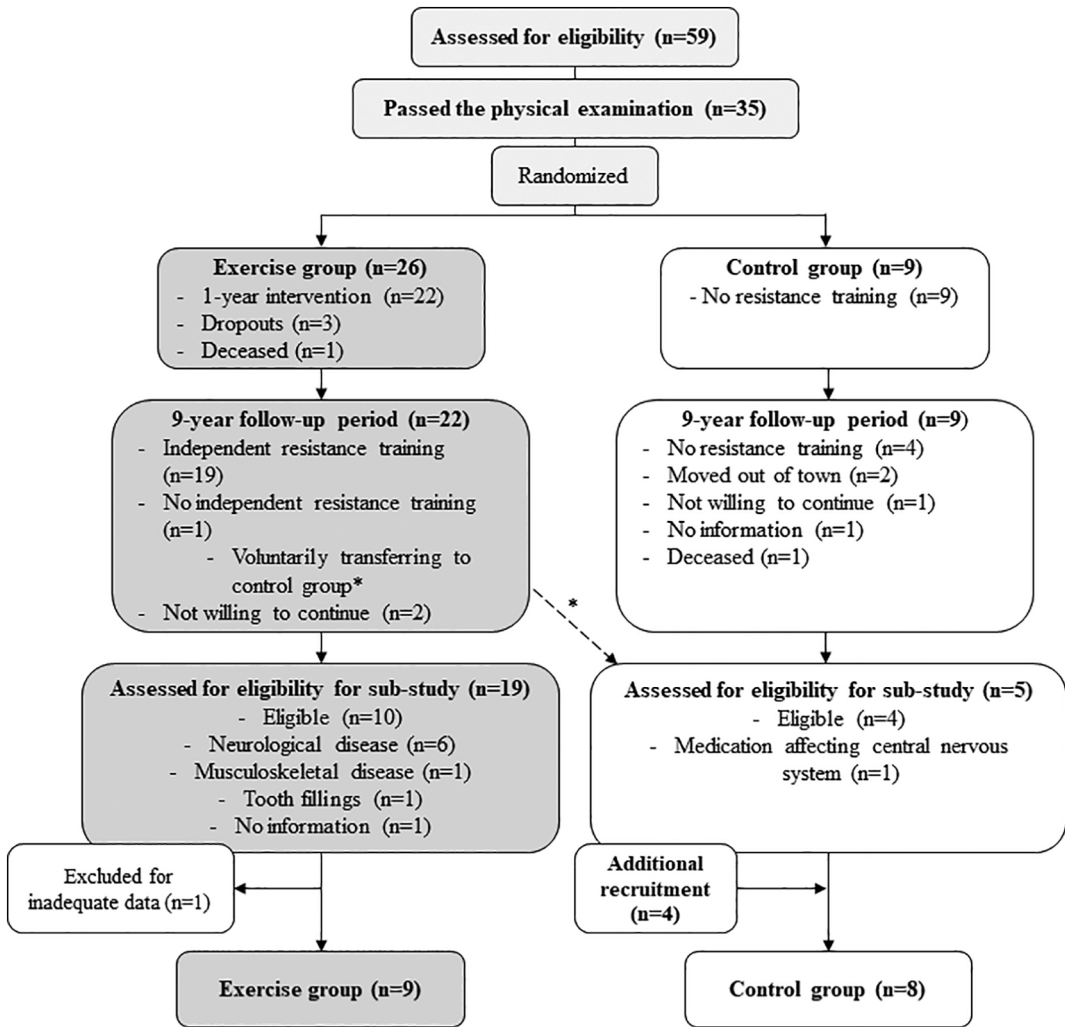 Assessed for eligibility (n=59)
Passed the physical examination (n=35)
Randomized
Exercise group (n=26)
- 1-year intervention (n=22)
- Dropouts (n=3)
- Deceased (n=1)
Control group (n=9)
- No resistance training (n=9)
9-year follow-up period (n=22)
- Independent resistance training
(n=19)
- No independent resistance training
(n=1)
- Voluntarily transferring to
control group*
- Not willing to continue (n=2)
9-year follow-up period (n=9)
- No resistance training (n=4)
- Moved out of town (n=2)
- Not willing to continue (n=1)
- No information (n=1)
- Deceased (n=1)
*
Assessed for eligibility for sub-study (n=19)
- Eligible (n=10)
- Neurological disease (n=6)
- Musculoskeletal disease (n=1)
- Tooth fillings (n=1)
- No information (n=1)
Assessed for eligibility for sub-study (n=5)
- Eligible (n=4)
- Medication affecting central nervous
system (n=1)
Excluded for
inadequate data (n=1)
Additional
recruitment
(n=4)
Exercise group (n=9)
Control group (n=8)